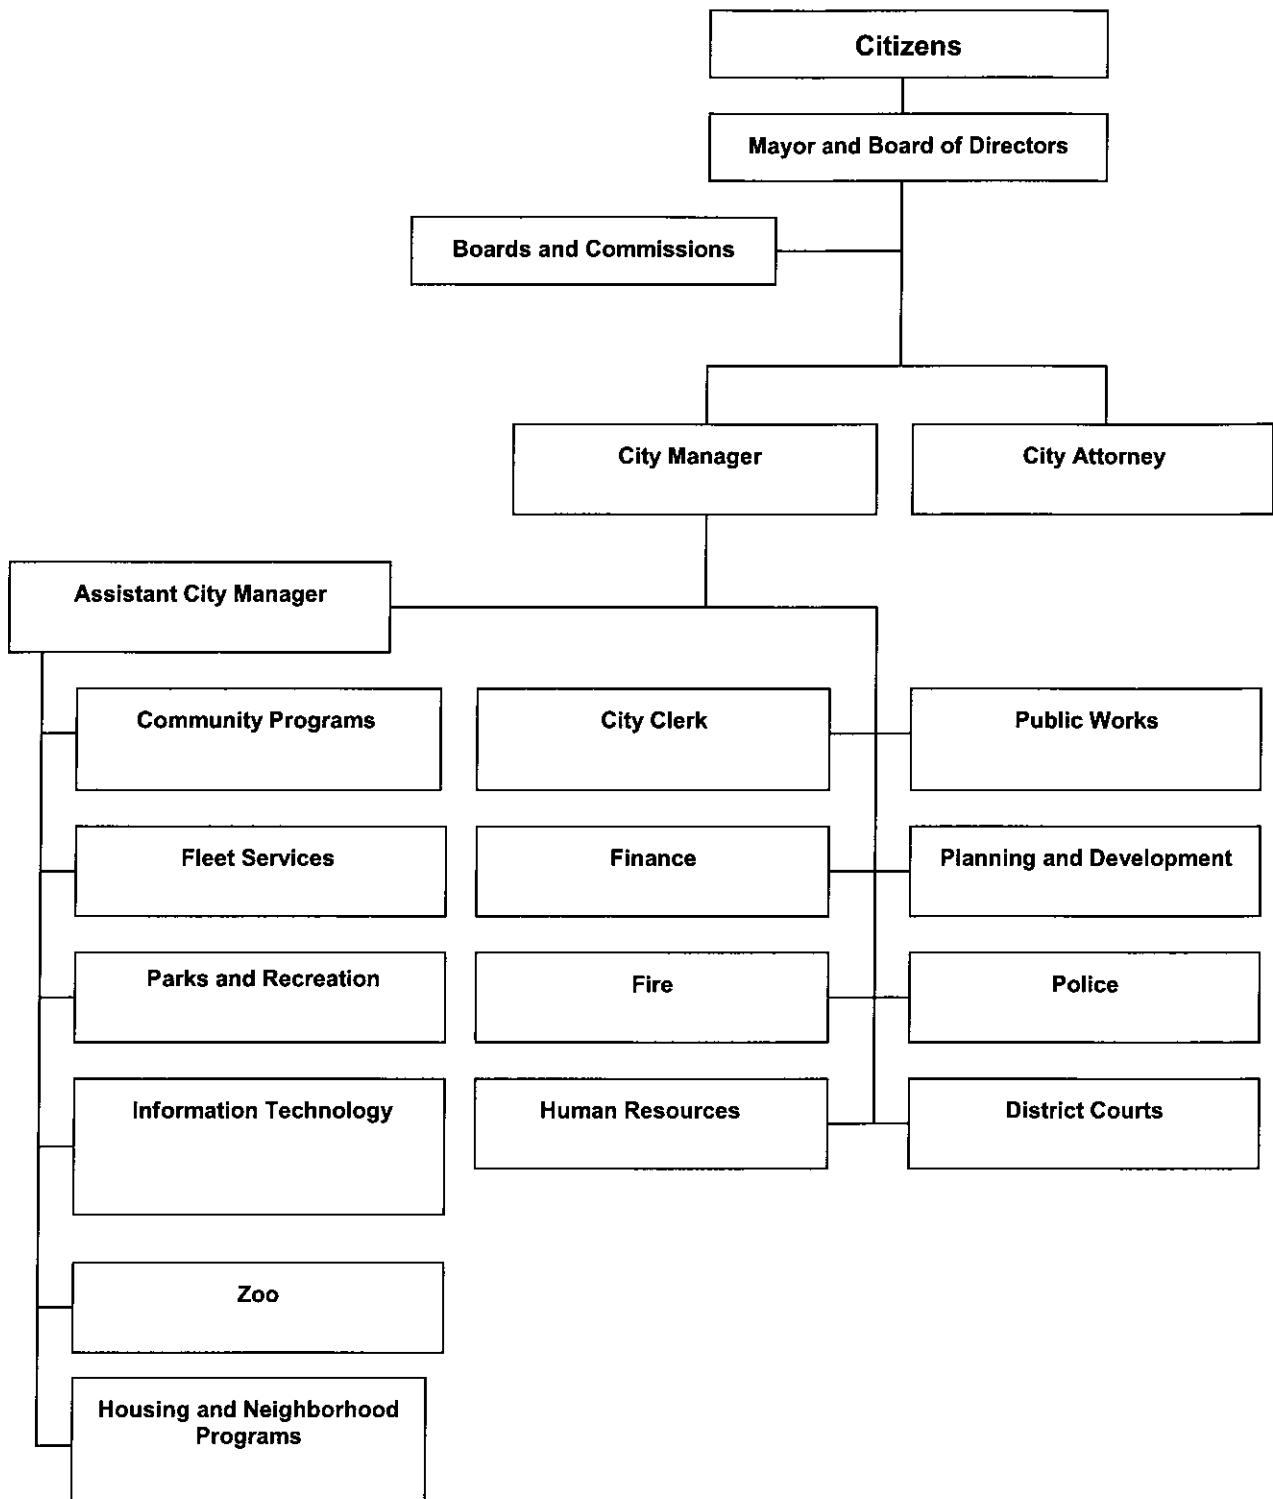 Citizens
Mayor and Board of Directors
Boards and Commissions
City Manager
City Attorney
Assistant City Manager
Community Programs
City Clerk
Public Works
Fleet Services
Finance
Planning and Development
Parks and Recreation
Fire
Police
Information Technology
Human Resources
District Courts
Zoo
Housing and Neighborhood
Programs